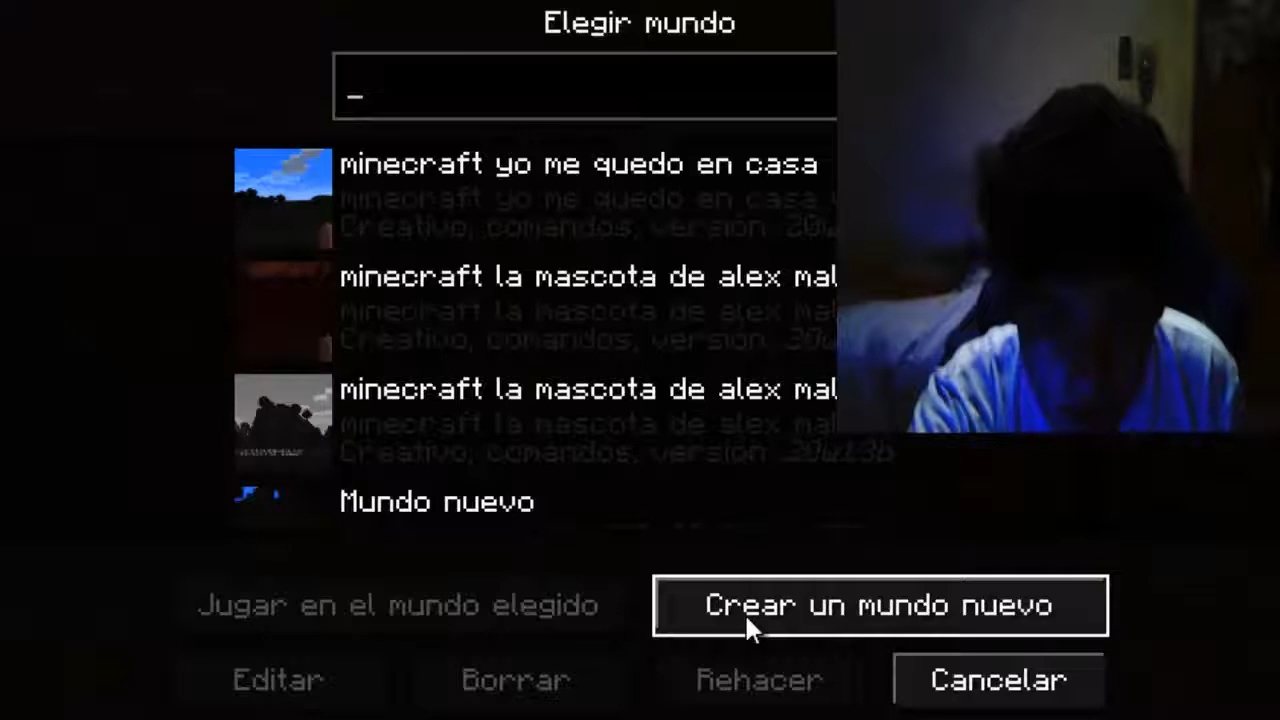 Elegir mundo
_
minecraft yo me quedo en casa
minecraft yo me quedo en casa
Creativo, comandos, versión 20w
minecraft la mascota de alex mal
minecraft la mascota de alex mal
Creativo, comandos, versión 20w
minecraft la mascota de alex mal
minecraft la mascota de alex mal
Creativo, comandos, versión 20w13b
Mundo nuevo
Jugar en el mundo elegido
Crear un mundo nuevo
Editar
Borrar
Rehacer
Cancelar